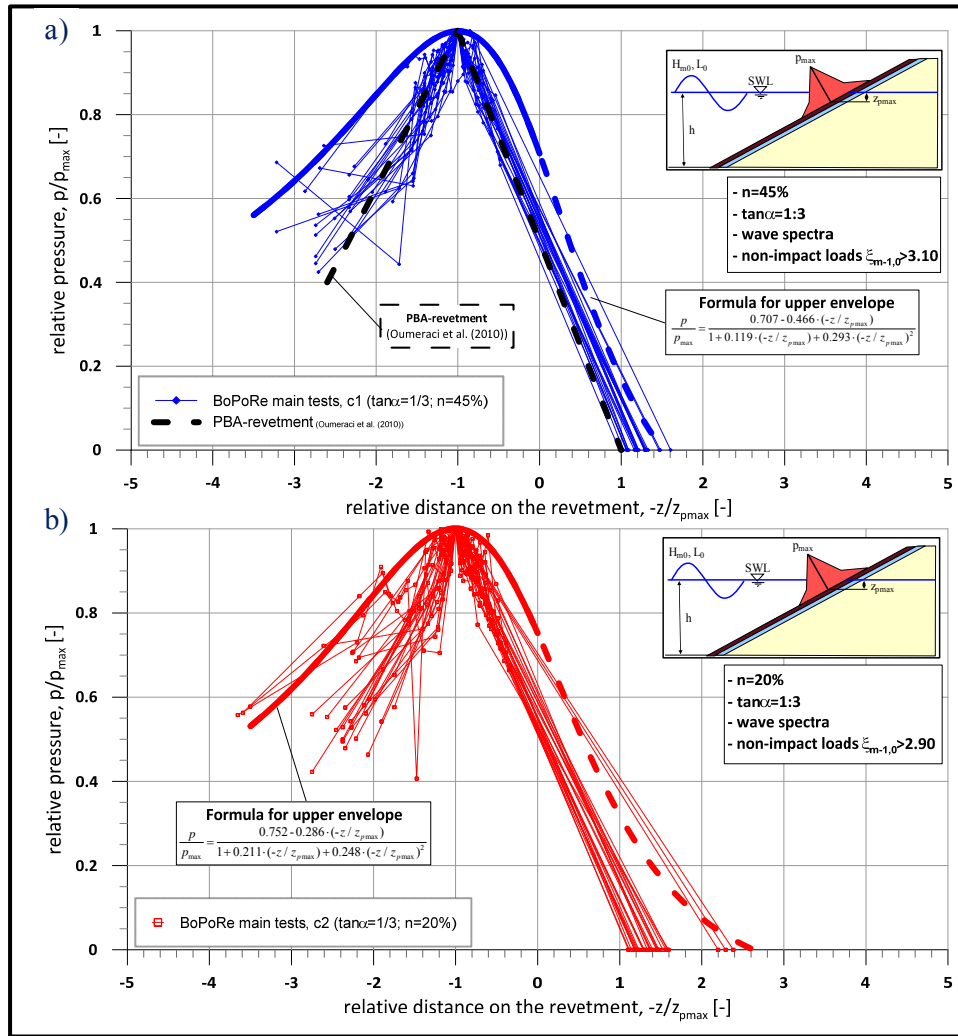 a)
relative pressure, p/pmax [-]
1
0.8
0.6
0.4
0.2
0
Hm0, L0
SWL
h
pmax
zpmax
- n=45%
- tanα=1:3
- wave spectra
- non-impact loads ξm-1,0>3.10
PBA-revetment
(Oumeraci et al. (2010))
Formula for upper envelope
p/pmax = (0.707 - 0.466·(-z/zpmax)) / (1+0.119·(-z/zpmax)+0.293·(-z/zpmax)²)
BoPoRe main tests, c1 (tanα=1/3; n=45%)
PBA-revetment (Oumeraci et al. (2010))
-5 -4 -3 -2 -1 0 1 2 3 4 5
relative distance on the revetment, -z/zpmax [-]
b)
relative pressure, p/pmax [-]
1
0.8
0.6
0.4
0.2
0
Hm0, L0
SWL
h
pmax
zpmax
- n=20%
- tanα=1:3
- wave spectra
- non-impact loads ξm-1,0>2.90
Formula for upper envelope
p/pmax = (0.752 - 0.286·(-z/zpmax)) / (1+0.211·(-z/zpmax)+0.248·(-z/zpmax)²)
BoPoRe main tests, c2 (tanα=1/3; n=20%)
-5 -4 -3 -2 -1 0 1 2 3 4 5
relative distance on the revetment, -z/zpmax [-]